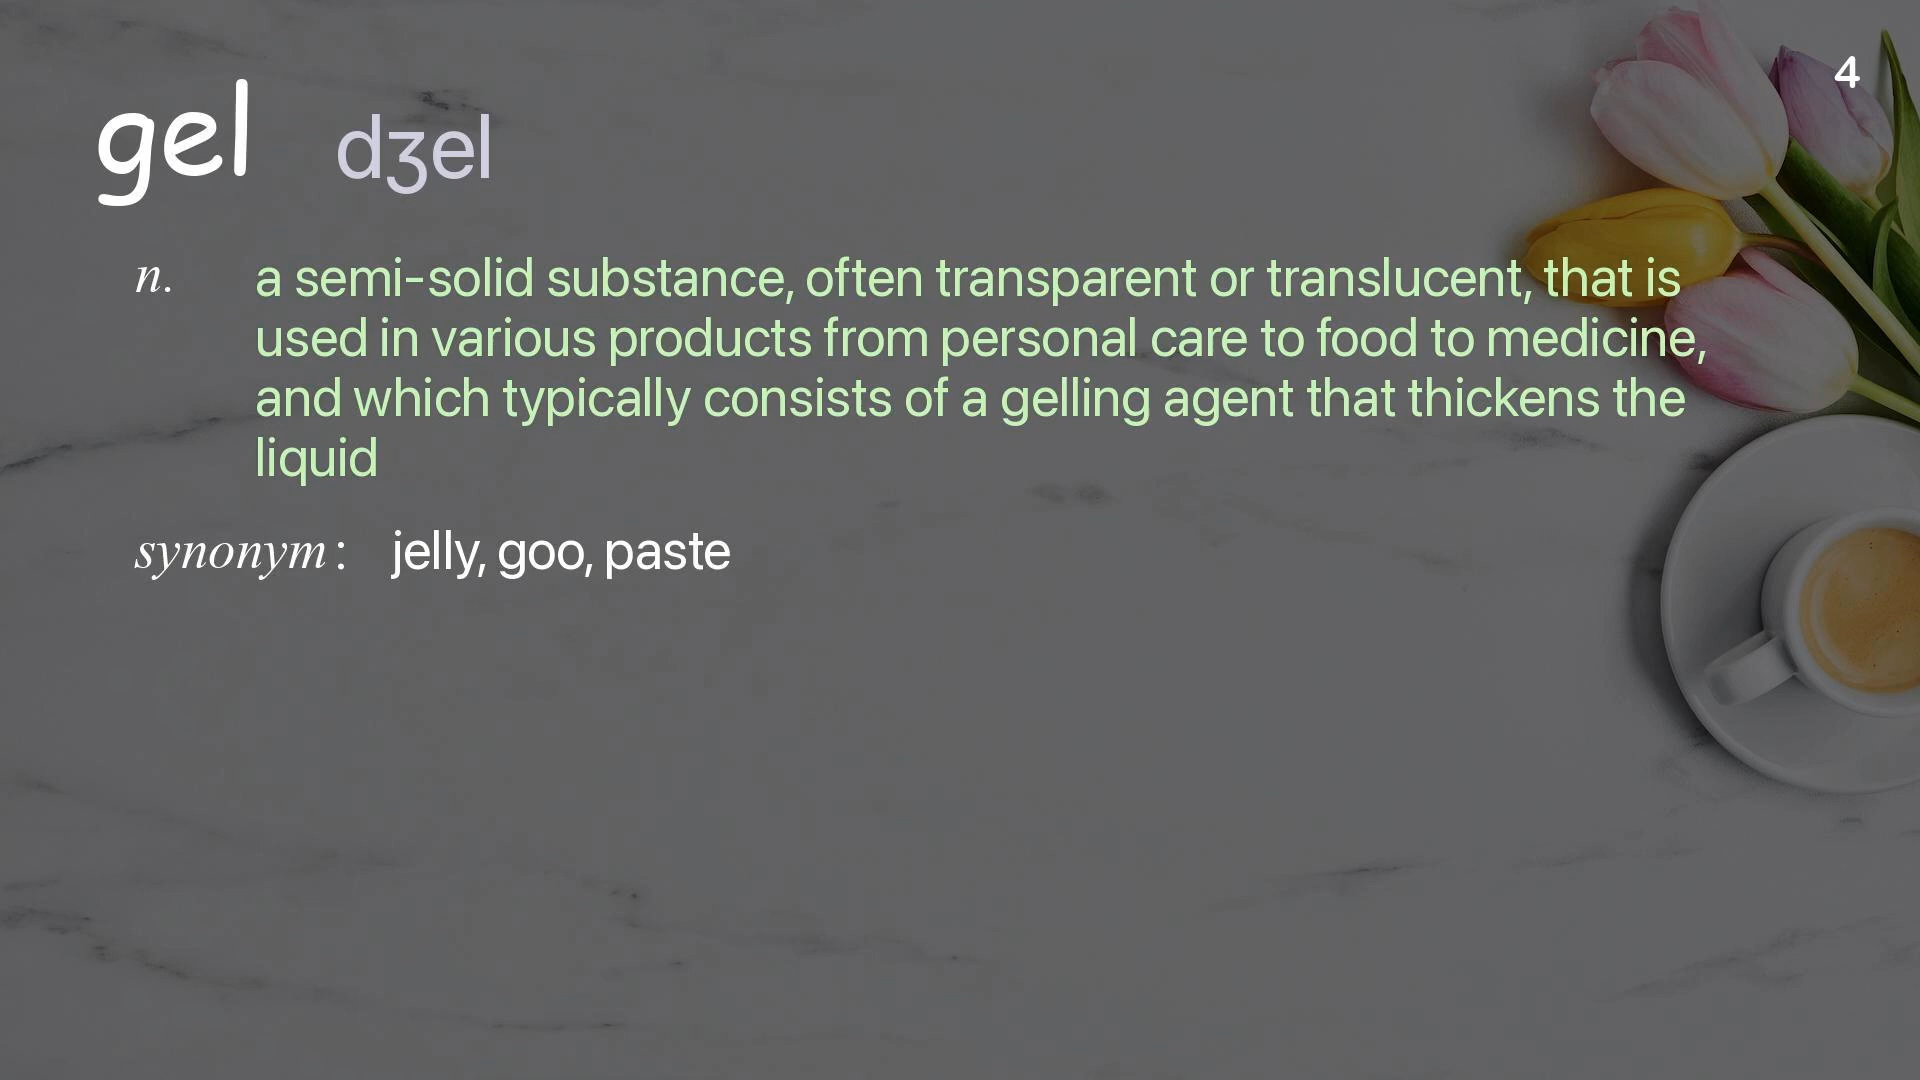 4
gel dʒel
n. a semi-solid substance, often transparent or translucent, that is
used in various products from personal care to food to medicine,
and which typically consists of a gelling agent that thickens the
liquid
synonym: jelly, goo, paste